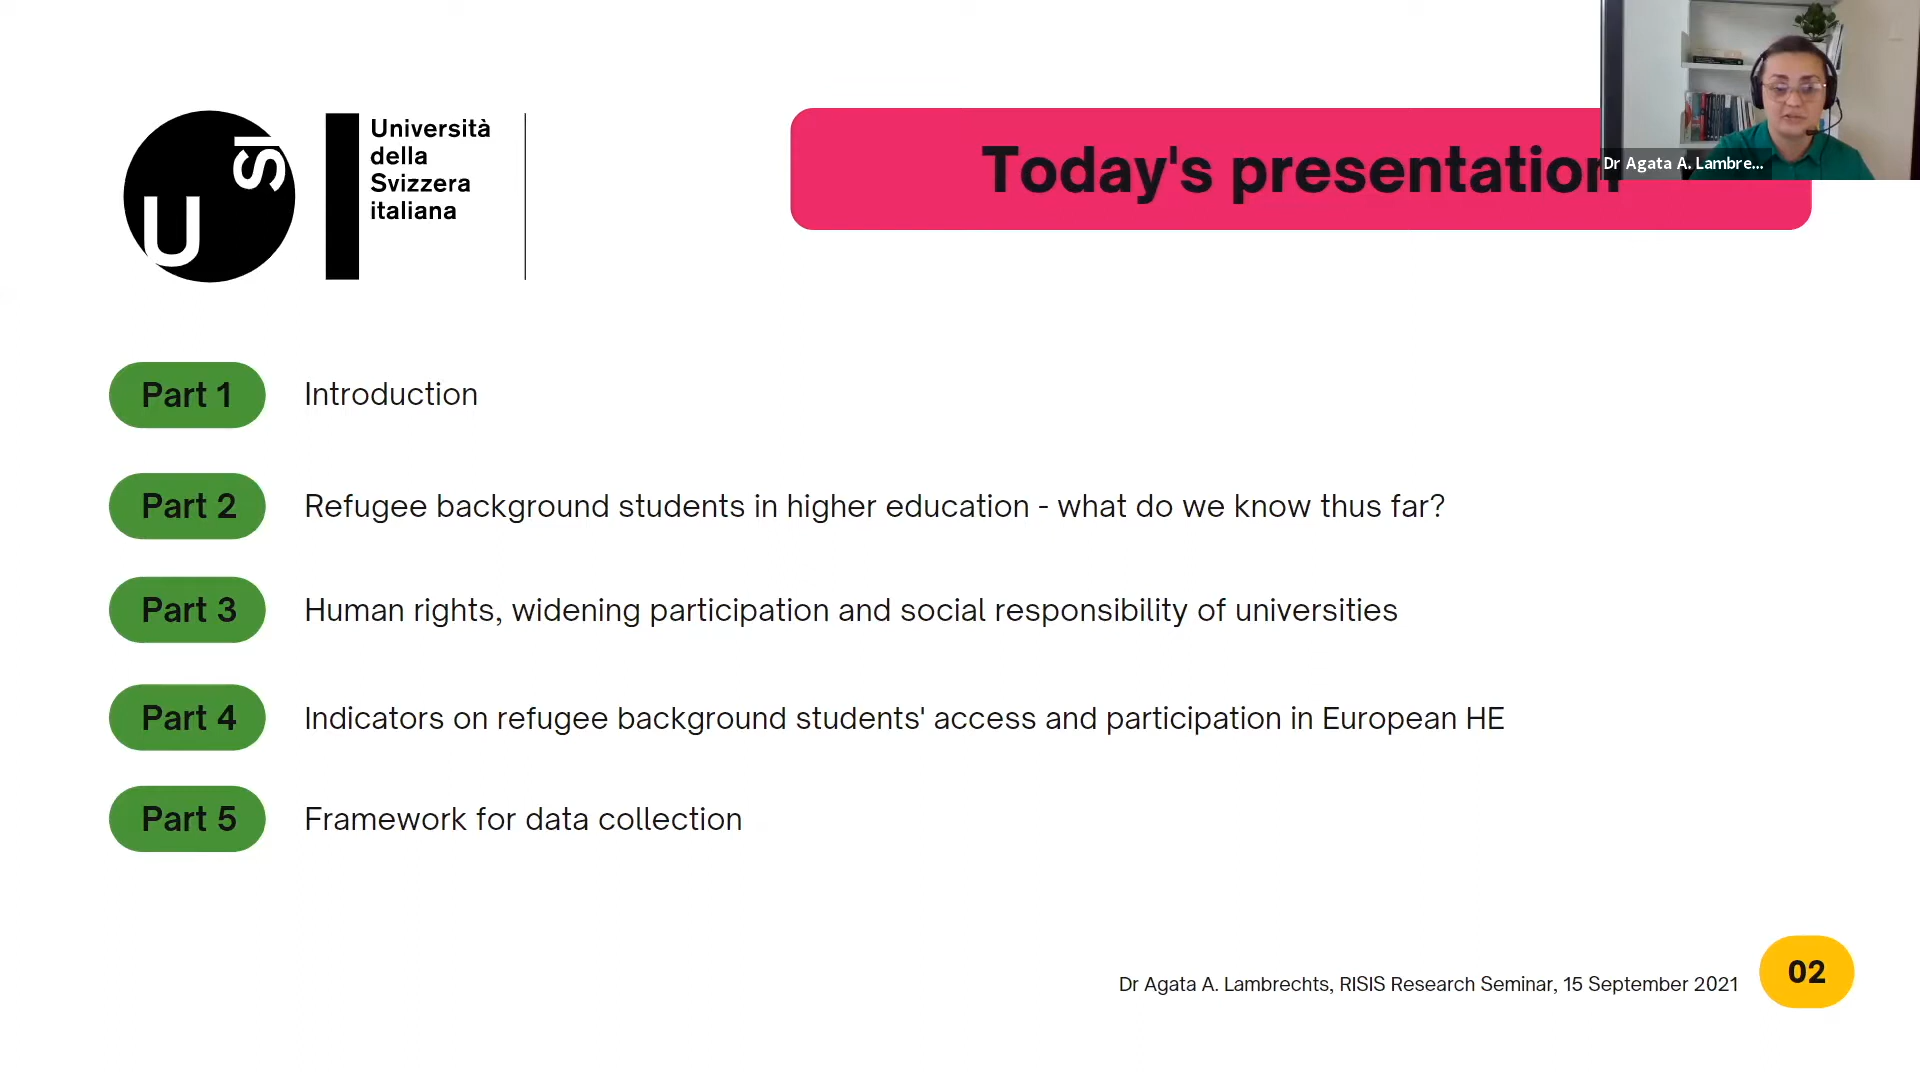 USI
Università
della
Svizzera
italiana
Today's presentation
Dr Agata A. Lambre...
Part 1
Introduction
Part 2
Refugee background students in higher education - what do we know thus far?
Part 3
Human rights, widening participation and social responsibility of universities
Part 4
Indicators on refugee background students' access and participation in European HE
Part 5
Framework for data collection
Dr Agata A. Lambrechts, RISIS Research Seminar, 15 September 2021
02